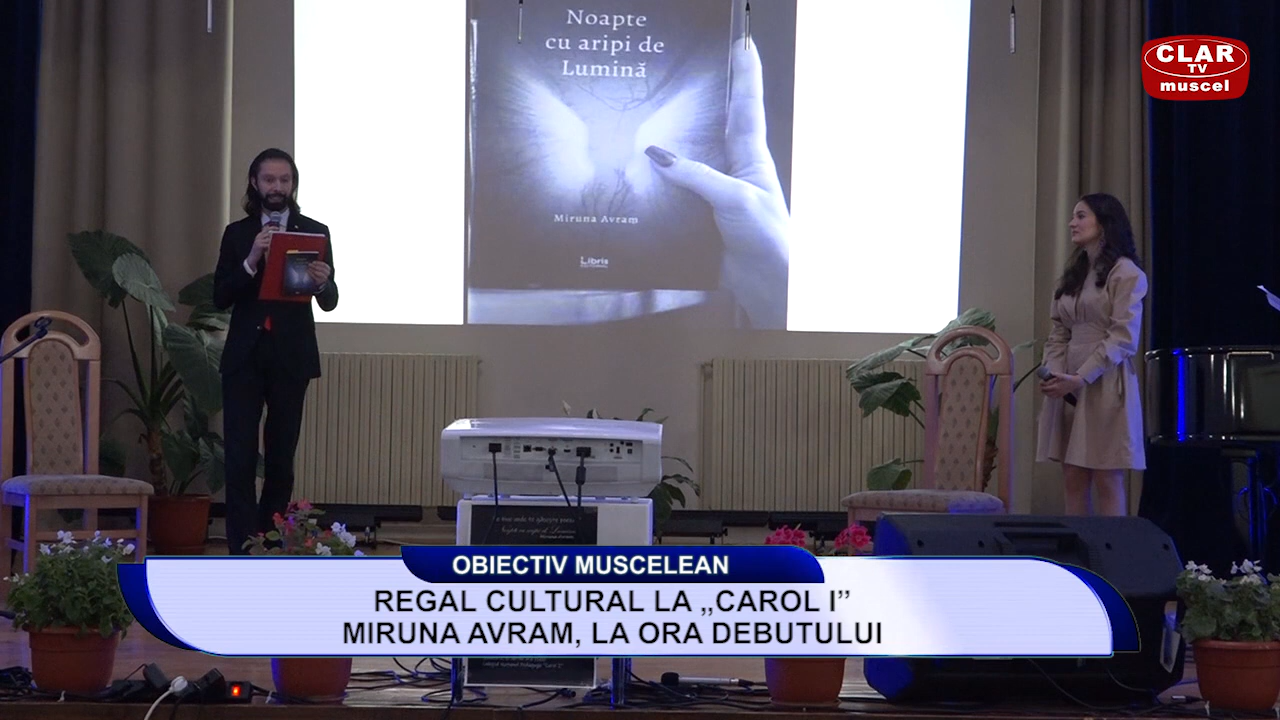 Noapte
cu aripi de
Lumină
Miruna Avram
Libris
CLAR
TV
muscel
OBIECTIV MUSCELEAN
REGAL CULTURAL LA „CAROL I”
MIRUNA AVRAM, LA ORA DEBUTULUI